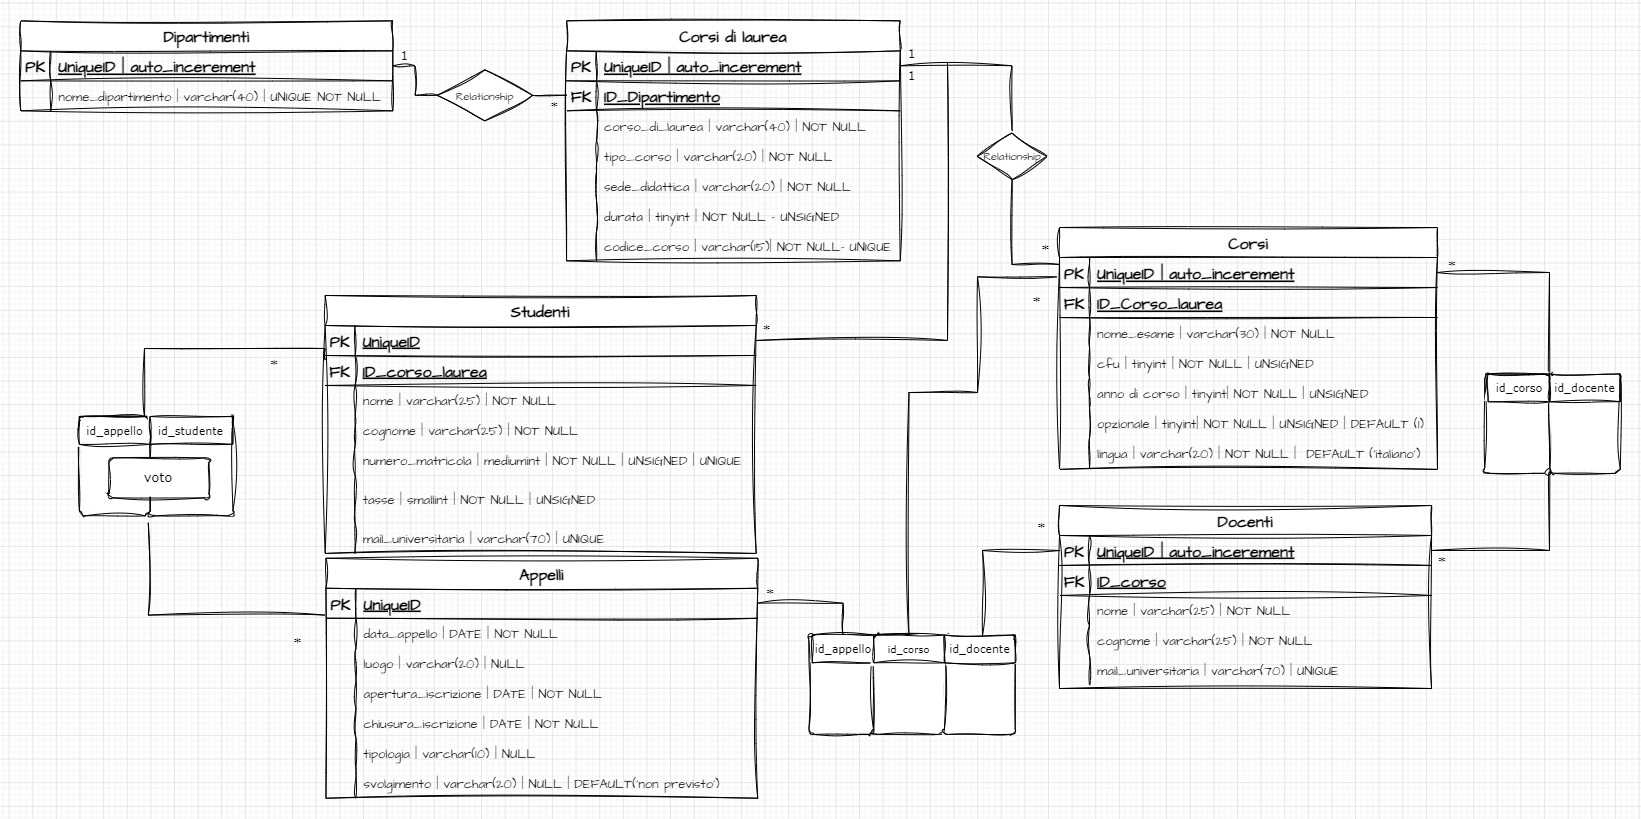 Dipartimenti
PK UniqueID | auto_incerement
nome_dipartimento | varchar(40) | UNIQUE NOT NULL
1
Relationship
*
Corsi di laurea
PK UniqueID | auto_incerement
FK ID_Dipartimento
corso_di_laurea | varchar(40) | NOT NULL
tipo_corso | varchar(20) | NOT NULL
sede_didattica | varchar(20) | NOT NULL
durata | tinyint | NOT NULL - UNSIGNED
codice_corso | varchar(15)| NOT NULL- UNIQUE
1
1
Relationship
*
*
Corsi
PK UniqueID | auto_incerement
FK ID_Corso_laurea
nome_esame | varchar(30) | NOT NULL
cfu | tinyint | NOT NULL | UNSIGNED
anno di corso | tinyint| NOT NULL | UNSIGNED
opzionale | tinyint| NOT NULL | UNSIGNED | DEFAULT (1)
lingua | varchar(20) | NOT NULL | DEFAULT ('italiano')
*
id_corso id_docente
Studenti
PK UniqueID
FK ID_corso_laurea
nome | varchar(25) | NOT NULL
cognome | varchar(25) | NOT NULL
numero_matricola | mediumint | NOT NULL | UNSIGNED | UNIQUE
tasse | smallint | NOT NULL | UNSIGNED
mail_universitaria | varchar(70) | UNIQUE
*
*
id_appello id_studente
voto
*
Appelli
PK UniqueID
data_appello | DATE | NOT NULL
luogo | varchar(20) | NULL
apertura_iscrizione | DATE | NOT NULL
chiusura_iscrizione | DATE | NOT NULL
tipologia | varchar(10) | NULL
svolgimento | varchar(20) | NULL | DEFAULT('non previsto')
*
id_appello id_corso id_docente
*
Docenti
PK UniqueID | auto_incerement
FK ID_corso
nome | varchar(25) | NOT NULL
cognome | varchar(25) | NOT NULL
mail_universitaria | varchar(70) | UNIQUE
*